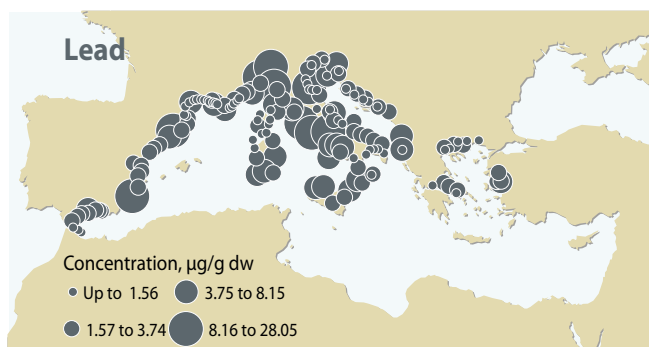 Lead
Concentration, µg/g dw
Up to 1.56
3.75 to 8.15
1.57 to 3.74
8.16 to 28.05